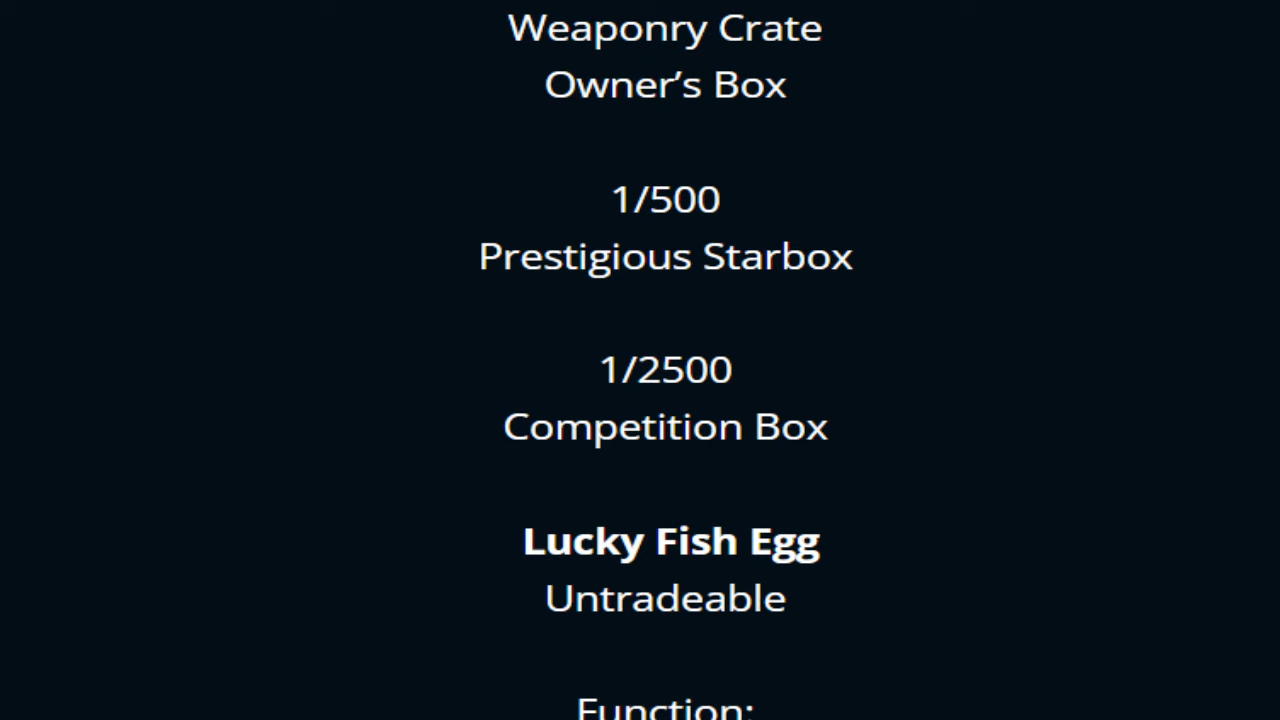 Weaponry Crate
Owner’s Box
1/500
Prestigious Starbox
1/2500
Competition Box
Lucky Fish Egg
Untradeable
Function: